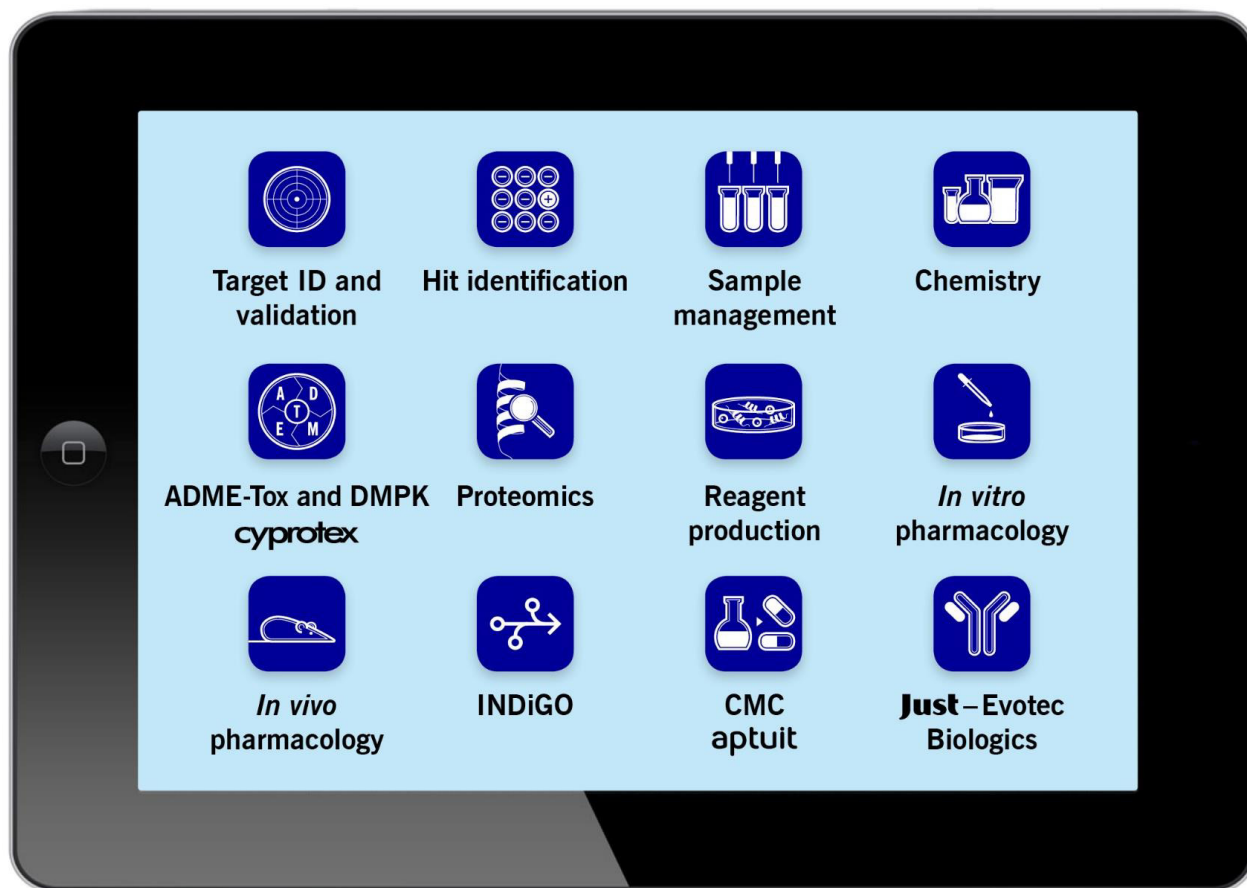 Target ID and
validation
Hit identification
Sample
management
Chemistry
A D
T
E M
ADME-Tox and DMPK
cyprotex
Proteomics
Reagent
production
In vitro
pharmacology
In vivo
pharmacology
INDiGO
CMC
aptuit
Just – Evotec
Biologics